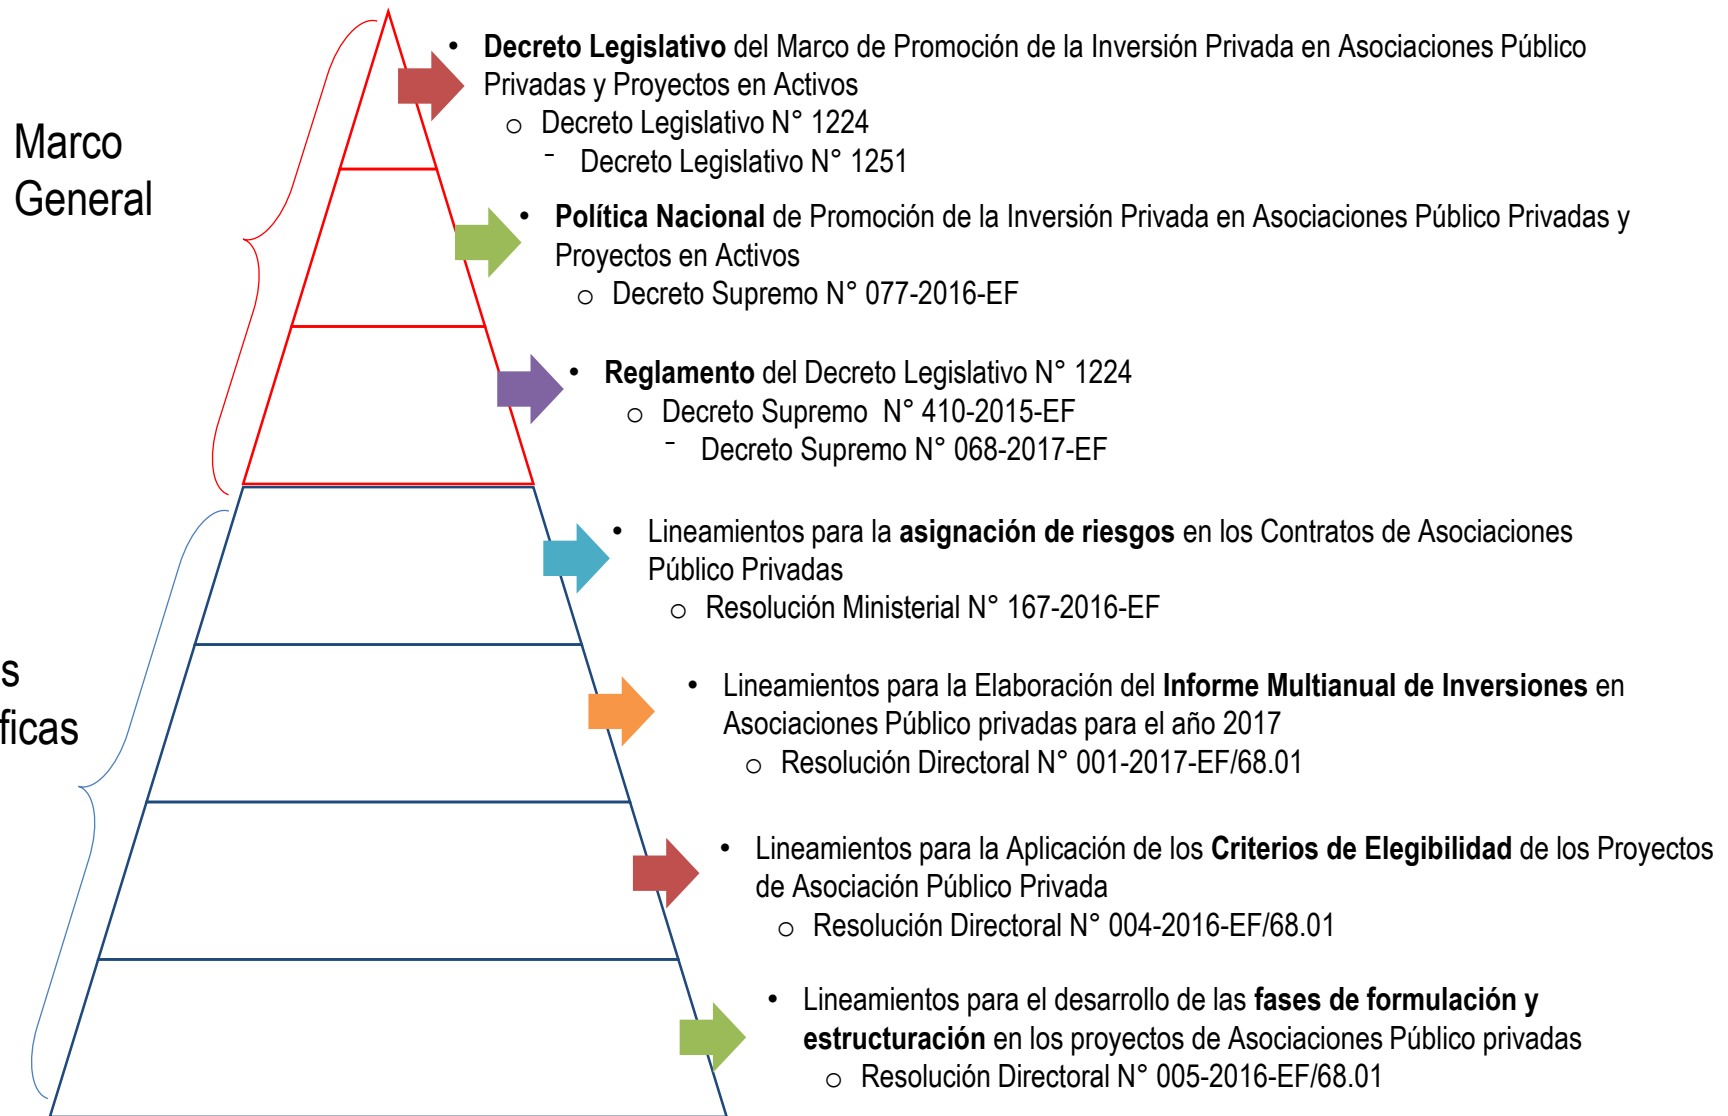 Marco
General
• Decreto Legislativo del Marco de Promoción de la Inversión Privada en Asociaciones Público
Privadas y Proyectos en Activos
o Decreto Legislativo N° 1224
- Decreto Legislativo N° 1251
• Política Nacional de Promoción de la Inversión Privada en Asociaciones Público Privadas y
Proyectos en Activos
o Decreto Supremo N° 077-2016-EF
• Reglamento del Decreto Legislativo N° 1224
o Decreto Supremo N° 410-2015-EF
- Decreto Supremo N° 068-2017-EF
s
ficas
• Lineamientos para la asignación de riesgos en los Contratos de Asociaciones
Público Privadas
o Resolución Ministerial N° 167-2016-EF
• Lineamientos para la Elaboración del Informe Multianual de Inversiones en
Asociaciones Público privadas para el año 2017
o Resolución Directoral N° 001-2017-EF/68.01
• Lineamientos para la Aplicación de los Criterios de Elegibilidad de los Proyectos
de Asociación Público Privada
o Resolución Directoral N° 004-2016-EF/68.01
• Lineamientos para el desarrollo de las fases de formulación y
estructuración en los proyectos de Asociaciones Público privadas
o Resolución Directoral N° 005-2016-EF/68.01